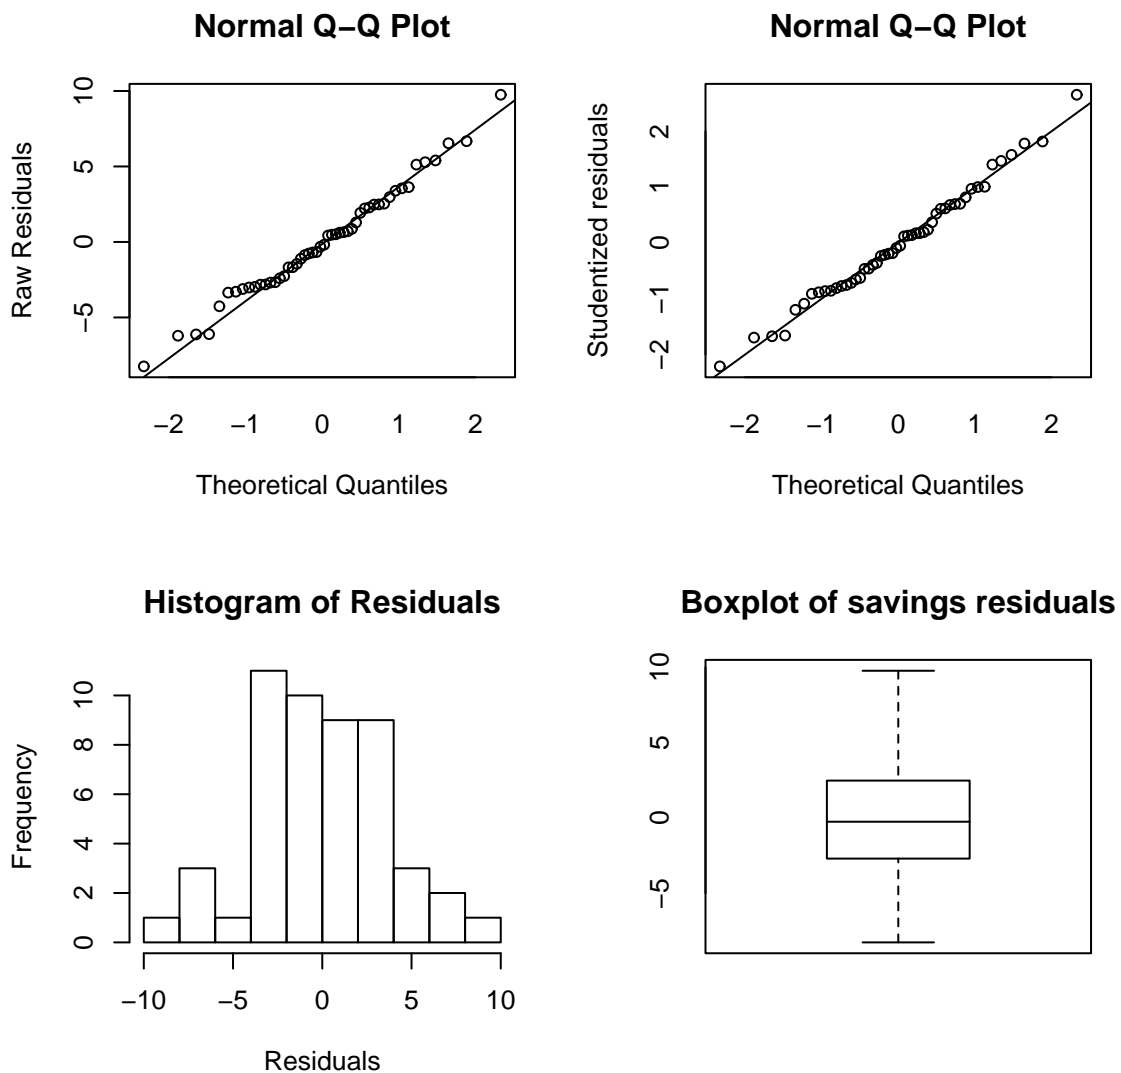 Normal Q−Q Plot
Raw Residuals
10
5
0
−5
−2 −1 0 1 2
Theoretical Quantiles
Normal Q−Q Plot
Studentized residuals
2
1
0
−1
−2
−2 −1 0 1 2
Theoretical Quantiles
Histogram of Residuals
Frequency
10
8
6
4
2
0
−10 −5 0 5 10
Residuals
Boxplot of savings residuals
10
5
0
−5